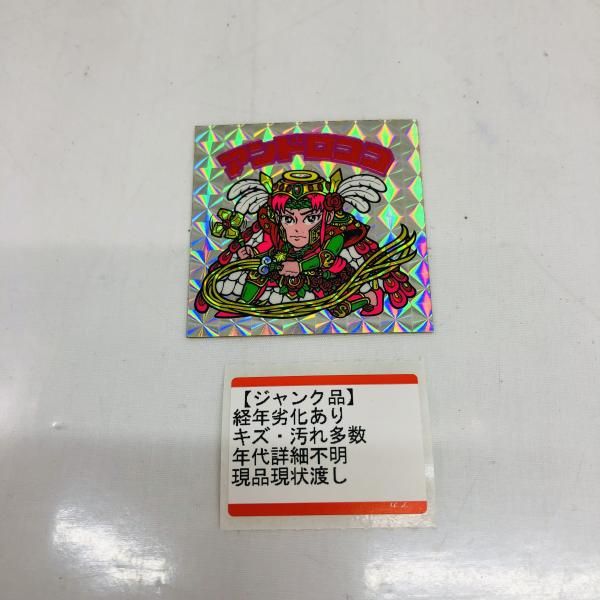 アンドロココ
【ジャンク品】
経年劣化あり
キズ・汚れ多数
年代詳細不明
現品現状渡し